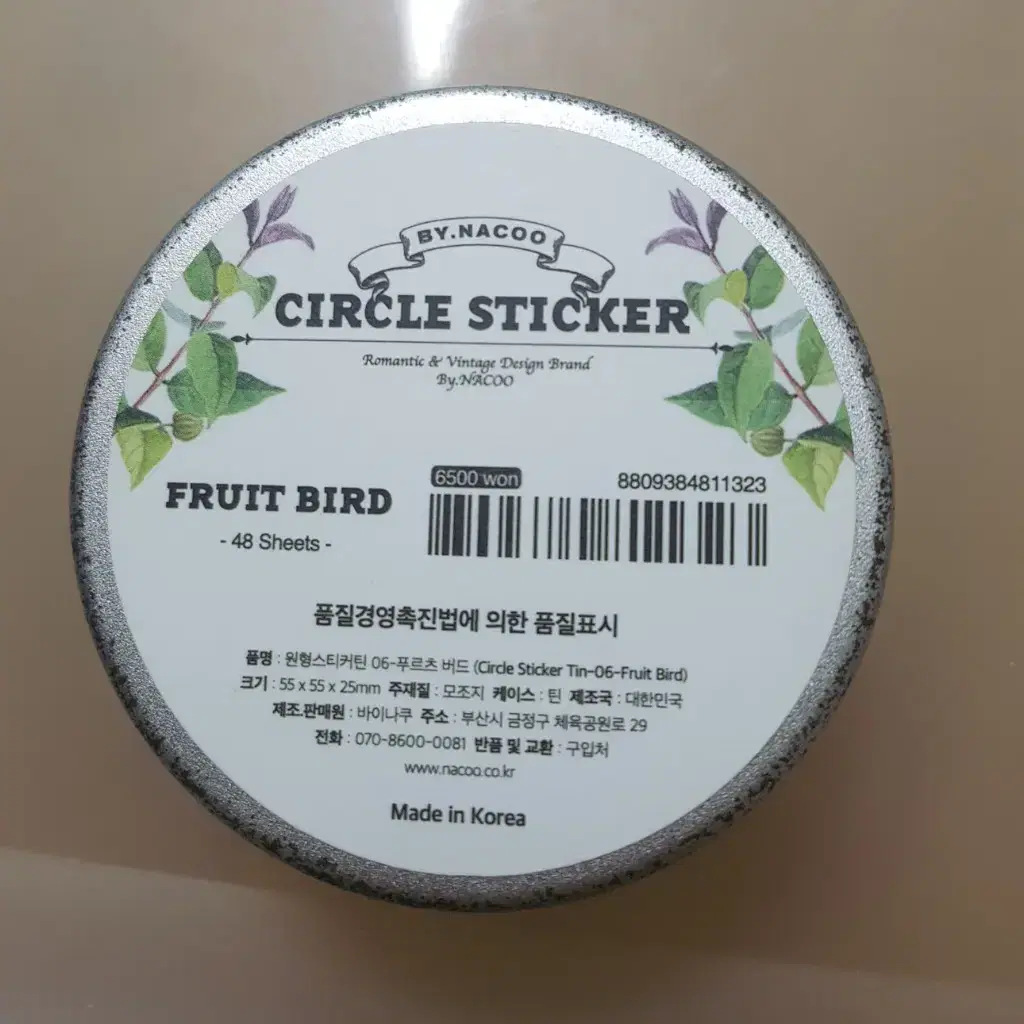 BY.NACOO
CIRCLE STICKER
Romantic & Vintage Design Brand
By.NACOO
FRUIT BIRD
- 48 Sheets -
6500 won
8809384811323
품질경영촉진법에 의한 품질표시
품명 : 원형스티커틴 06-푸르츠 버드 (Circle Sticker Tin-06-Fruit Bird)
크기 : 55 x 55 x 25mm 주재질 : 모조지 케이스 : 틴 제조국 : 대한민국
제조.판매원 : 바이나쿠 주소 : 부산시 금정구 체육공원로 29
전화 : 070-8600-0081 반품 및 교환 : 구입처
www.nacoo.co.kr
Made in Korea